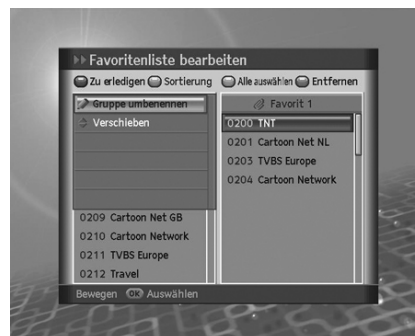 Favoritenliste bearbeiten
Zu erledigen Sortierung Alle auswählen Entfernen
Gruppe umbenennen
Verschieben
0209 Cartoon Net GB
0210 Cartoon Network
0211 TVBS Europe
0212 Travel
Favorit 1
0200 TNT
0201 Cartoon Net NL
0203 TVBS Europe
0204 Cartoon Network
Bewegen OK Auswählen